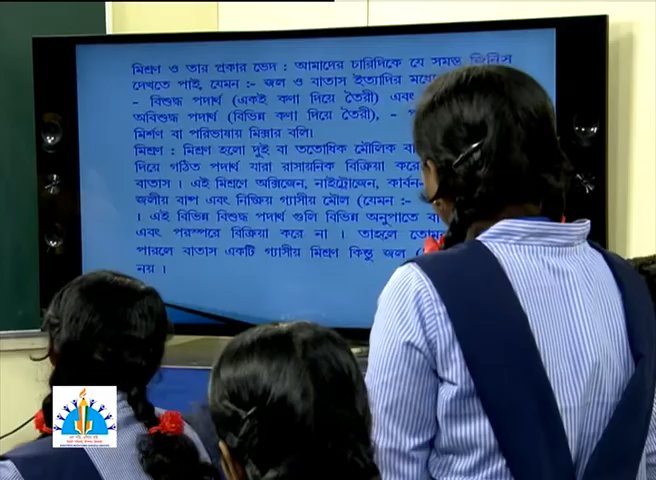 মিশ্রণ ও তার প্রকার ভেদ : আমাদের চারিদিকে যে সমস্ত জিনিস
দেখতে পাই, যেমন :- জল ও বাতাস ইত্যাদির মধ্যে
- বিশুদ্ধ পদার্থ (একই কণা দিয়ে তৈরী) এবং
অবিশুদ্ধ পদার্থ (বিভিন্ন কণা দিয়ে তৈরী), -
মিশ্রণ বা পরিভাষায় মিক্সার বলি।
মিশ্রণ : মিশ্রণ হলো দুই বা ততোধিক মৌলিক বা
দিয়ে গঠিত পদার্থ যারা রাসায়নিক বিক্রিয়া করে
বাতাস । এই মিশ্রণে অক্সিজেন, নাইট্রোজেন, কার্বন-
জলীয় বাষ্প এবং নিষ্ক্রিয় গ্যাসীয় মৌল (যেমন :-
। এই বিভিন্ন বিশুদ্ধ পদার্থ গুলি বিভিন্ন অনুপাতে
এবং পরস্পরে বিক্রিয়া করে না । তাহলে
পারলে বাতাস একটি গ্যাসীয় মিশ্রণ কিন্তু জল
নয় ।